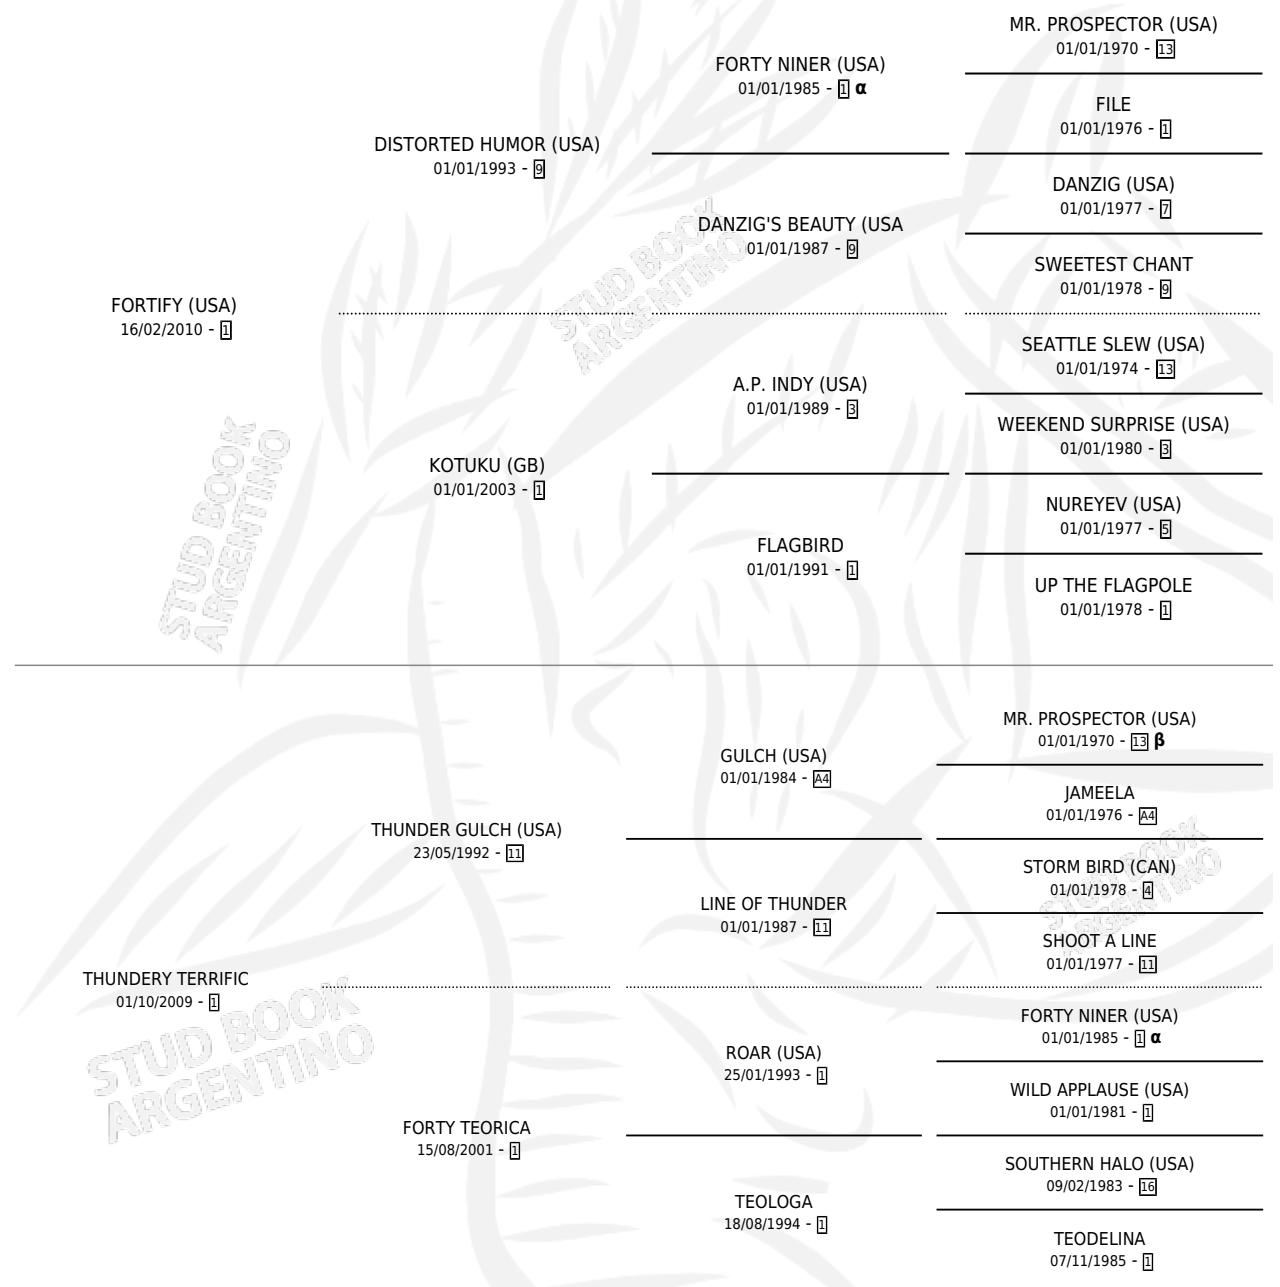 MR. PROSPECTOR (USA)
01/01/1970 - 13
FORTY NINER (USA)
01/01/1985 - 1 α
FILE
01/01/1976 - 1
DISTORTED HUMOR (USA)
01/01/1993 - 9
DANZIG (USA)
01/01/1977 - 7
DANZIG'S BEAUTY (USA
01/01/1987 - 9
SWEETEST CHANT
01/01/1978 - 9
FORTIFY (USA)
16/02/2010 - 1
SEATTLE SLEW (USA)
01/01/1974 - 13
A.P. INDY (USA)
01/01/1989 - 3
WEEKEND SURPRISE (USA)
01/01/1980 - 3
KOTUKU (GB)
01/01/2003 - 1
NUREYEV (USA)
01/01/1977 - 5
FLAGBIRD
01/01/1991 - 1
UP THE FLAGPOLE
01/01/1978 - 1
MR. PROSPECTOR (USA)
01/01/1970 - 13 β
GULCH (USA)
01/01/1984 - A4
JAMEELA
01/01/1976 - A4
THUNDER GULCH (USA)
23/05/1992 - 11
STORM BIRD (CAN)
01/01/1978 - 4
LINE OF THUNDER
01/01/1987 - 11
SHOOT A LINE
01/01/1977 - 11
THUNDERY TERRIFIC
01/10/2009 - 1
FORTY NINER (USA)
01/01/1985 - 1 α
ROAR (USA)
25/01/1993 - 1
WILD APPLAUSE (USA)
01/01/1981 - 1
FORTY TEORICA
15/08/2001 - 1
SOUTHERN HALO (USA)
09/02/1983 - 16
TEOLOGA
18/08/1994 - 1
TEODELINA
07/11/1985 - 1
STUD BOOK
ARGENTINO
STUD BOOK
ARGENTINO
STUD BOOK
ARGENTINO
STUD BOOK
ARGENTINO